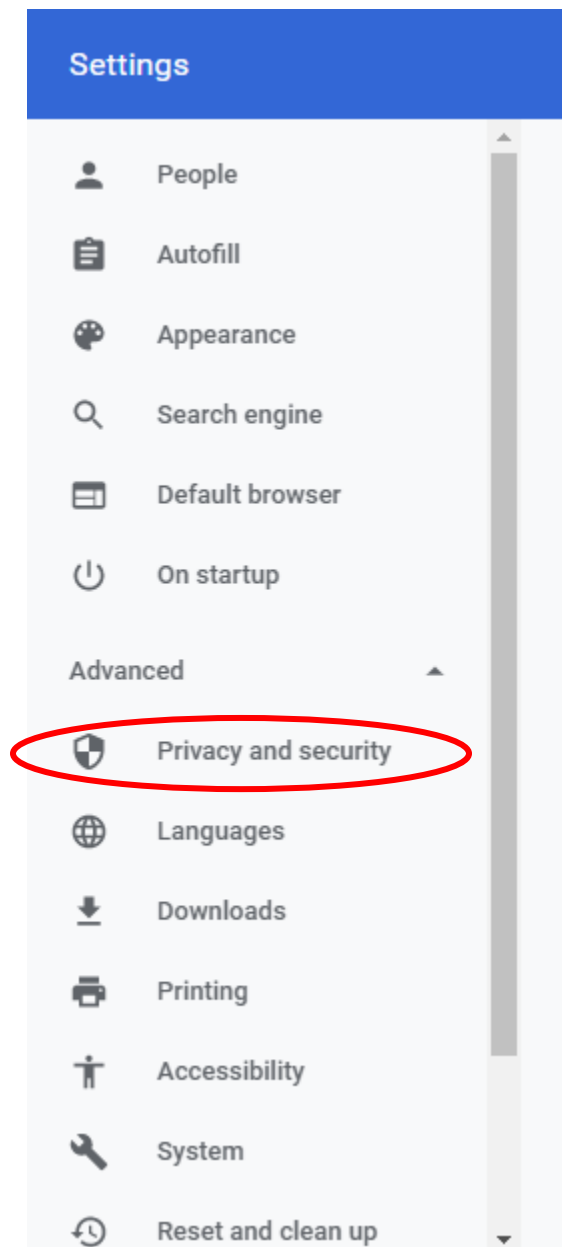 Settings
People
Autofill
Appearance
Search engine
Default browser
On startup
Advanced
Privacy and security
Languages
Downloads
Printing
Accessibility
System
Reset and clean up